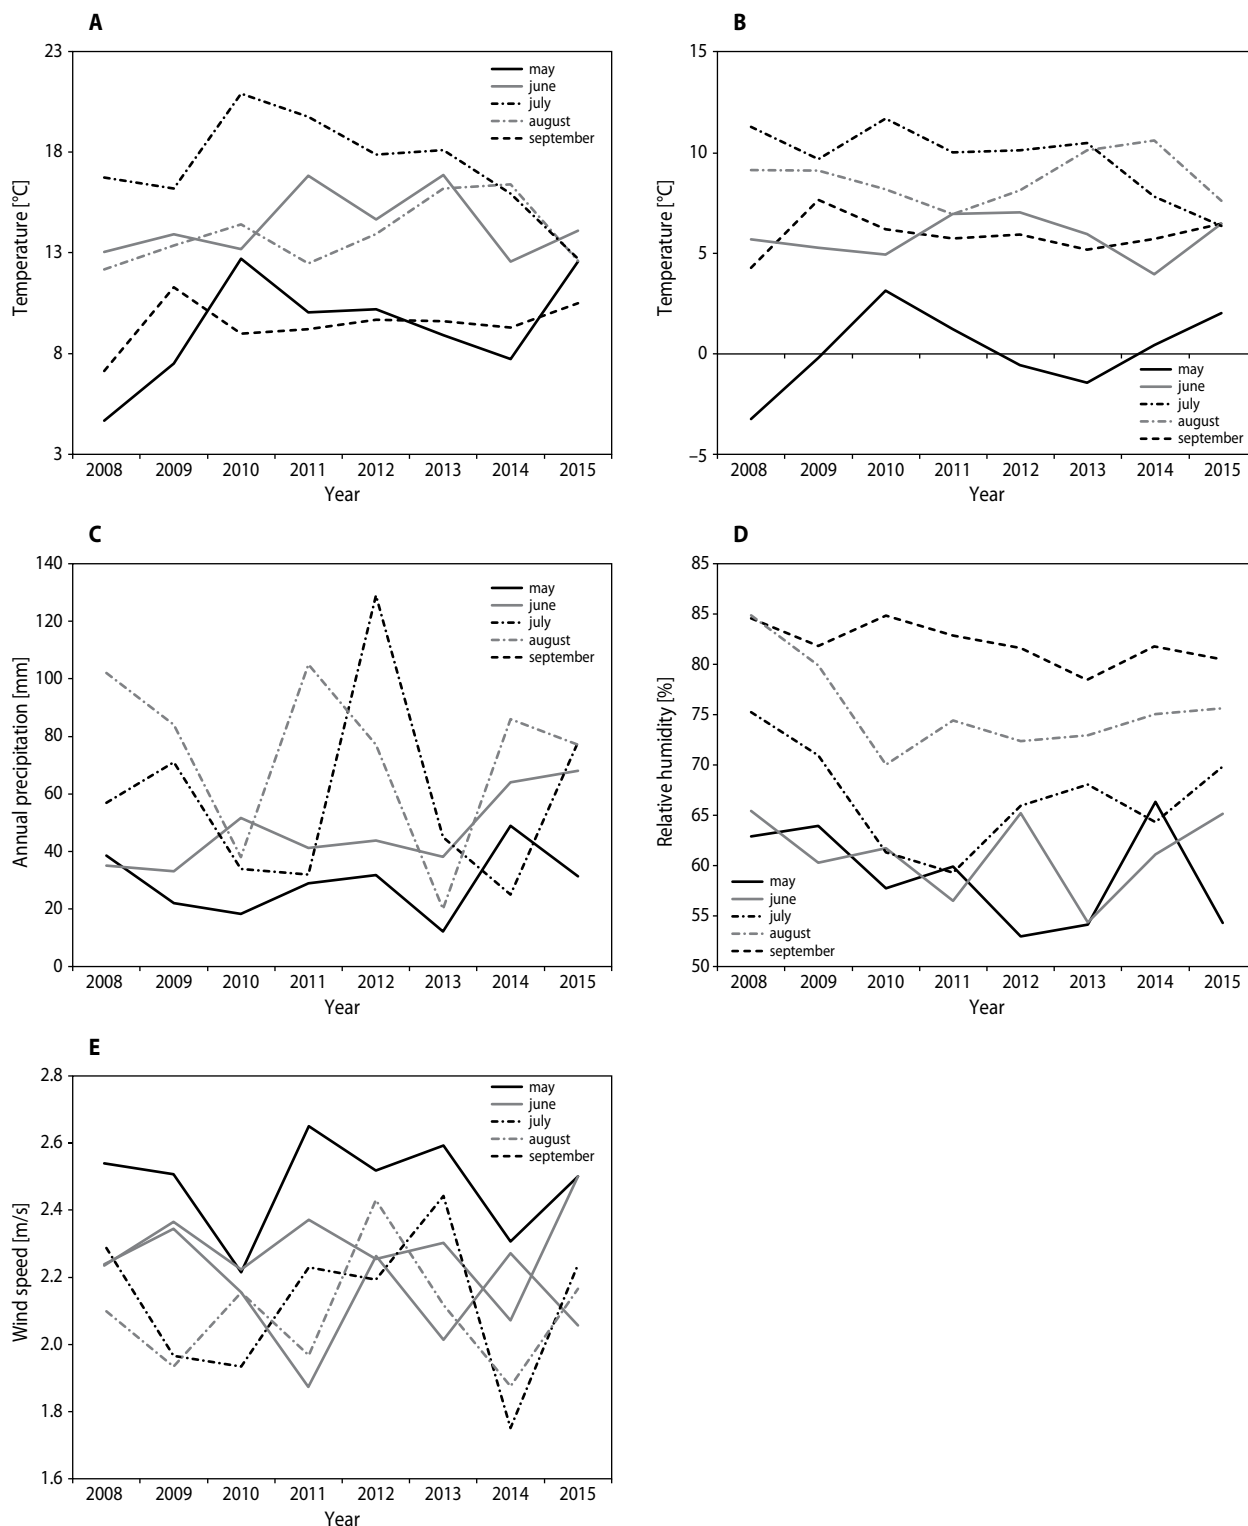 A
23
18
13
8
3
Temperature [°C]
may
june
july
august
september
2008 2009 2010 2011 2012 2013 2014 2015
Year
B
15
10
5
0
–5
Temperature [°C]
may
june
july
august
september
2008 2009 2010 2011 2012 2013 2014 2015
Year
C
140
120
100
80
60
40
20
0
Annual precipitation [mm]
may
june
july
august
september
2008 2009 2010 2011 2012 2013 2014 2015
Year
D
85
85
80
75
70
65
60
55
50
Relative humidity [%]
may
june
july
august
september
2008 2009 2010 2011 2012 2013 2014 2015
Year
E
2.8
2.6
2.4
2.2
2.0
1.8
1.6
Wind speed [m/s]
may
june
july
august
september
2008 2009 2010 2011 2012 2013 2014 2015
Year